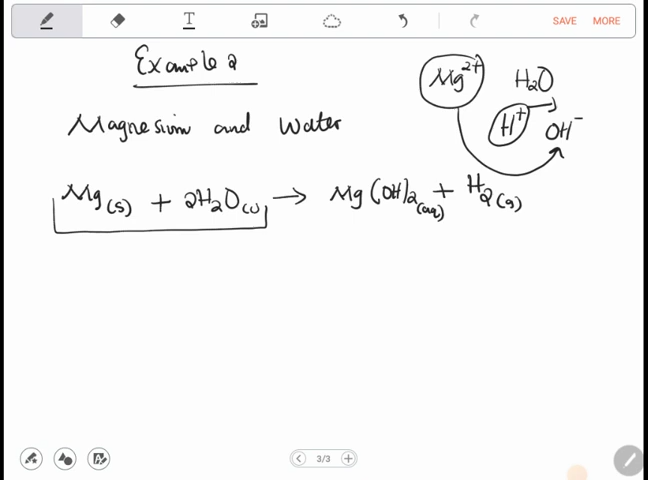 T SAVE MORE
Example 2
Mg²⁺ H₂O
H⁺ OH⁻
Magnesium and Water
Mg(s) + 2H₂O(l) → Mg(OH)₂(aq) + H₂(g)
3/3